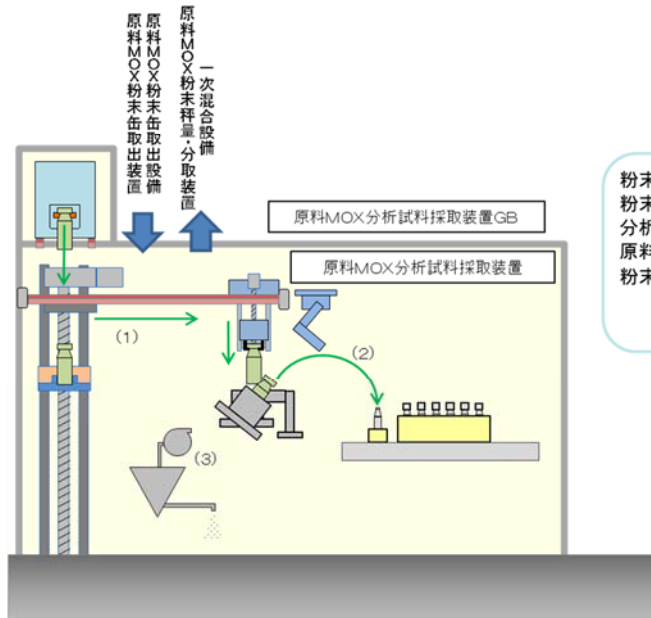 原料MOX粉末缶取出設備
原料MOX粉末缶取出装置
一次混合設備
原料MOX粉末秤量・分取装置
原料MOX分析試料採取装置GB
原料MOX分析試料採取装置
(1)
(2)
(3)
粉末
粉末
分析
原料
粉末